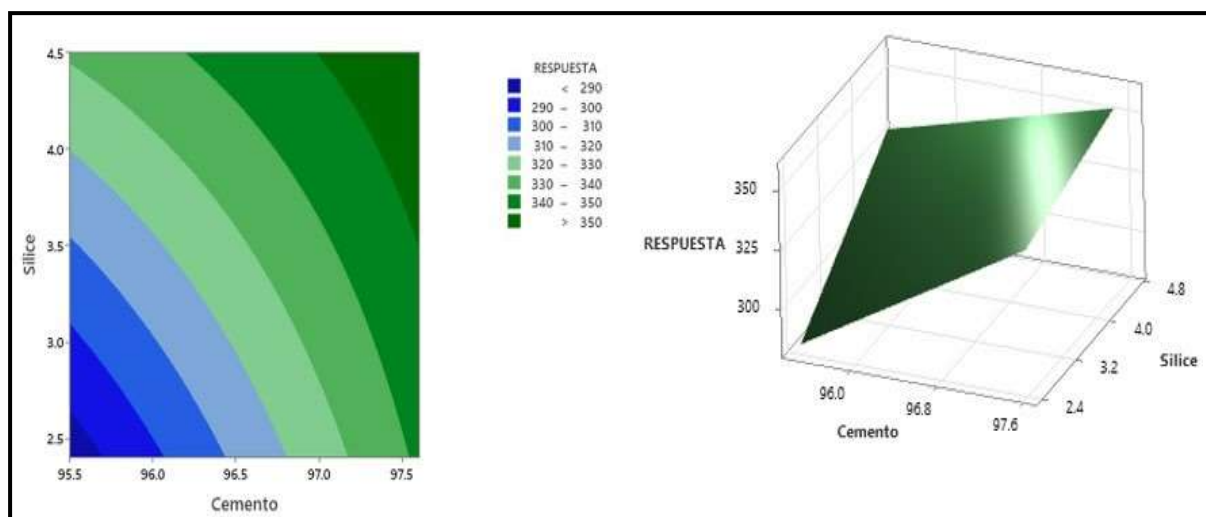 4.5
4.0
3.5
3.0
2.5
Silice
95.5 96.0 96.5 97.0 97.5
Cemento
RESPUESTA
< 290
290 – 300
300 – 310
310 – 320
320 – 330
330 – 340
340 – 350
> 350
350
325
300
RESPUESTA
96.0
96.8
97.6
Cemento
4.8
4.0
3.2
2.4
Silice